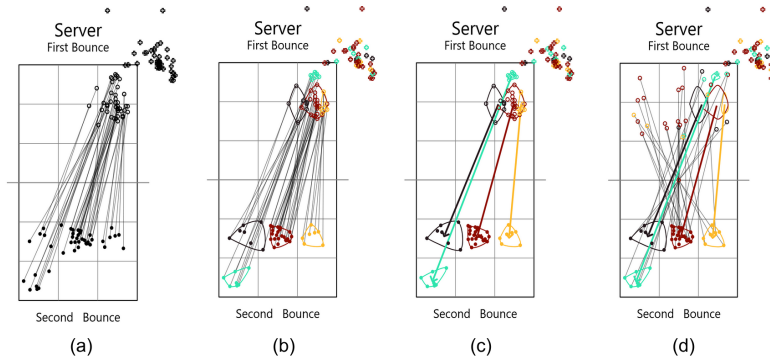 Server
First Bounce
Second Bounce
(a)
Server
First Bounce
Second Bounce
(b)
Server
First Bounce
Second Bounce
(c)
Server
First Bounce
Second Bounce
(d)